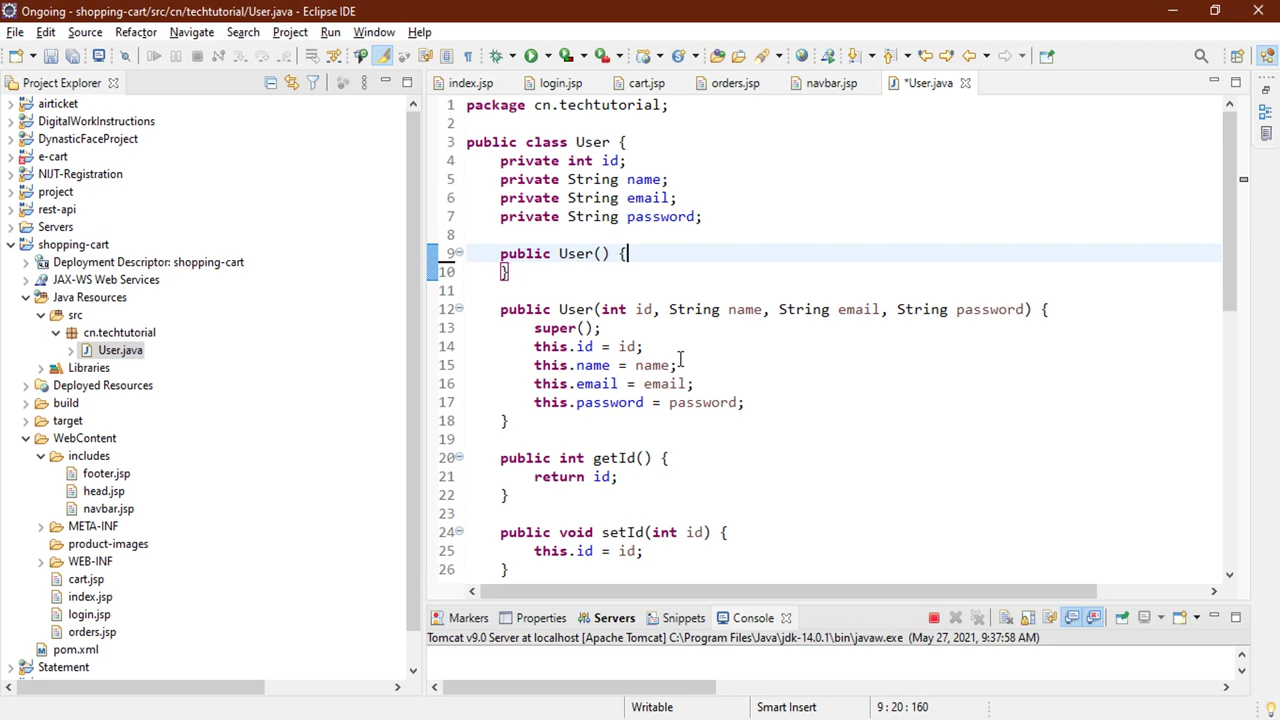 Ongoing - shopping-cart/src/cn/techtutorial/User.java - Eclipse IDE
File Edit Source Refactor Navigate Search Project Run Window Help
Project Explorer
airticket
DigitalWorkInstructions
DynasticFaceProject
e-cart
NIJT-Registration
project
rest-api
Servers
shopping-cart
Deployment Descriptor: shopping-cart
JAX-WS Web Services
Java Resources
src
cn.techtutorial
User.java
Libraries
Deployed Resources
build
target
WebContent
includes
footer.jsp
head.jsp
navbar.jsp
META-INF
product-images
WEB-INF
cart.jsp
index.jsp
login.jsp
orders.jsp
pom.xml
Statement
index.jsp login.jsp cart.jsp orders.jsp navbar.jsp *User.java
1 package cn.techtutorial;
2
3 public class User {
4 private int id;
5 private String name;
6 private String email;
7 private String password;
8
9 public User() {
10 }
11
12 public User(int id, String name, String email, String password) {
13 super();
14 this.id = id;
15 this.name = name;
16 this.email = email;
17 this.password = password;
18 }
19
20 public int getId() {
21 return id;
22 }
23
24 public void setId(int id) {
25 this.id = id;
26 }
Markers Properties Servers Snippets Console
Tomcat v9.0 Server at localhost [Apache Tomcat] C:\Program Files\Java\jdk-14.0.1\bin\javaw.exe (May 27, 2021, 9:37:58 AM)
Writable Smart Insert 9 : 20 : 160